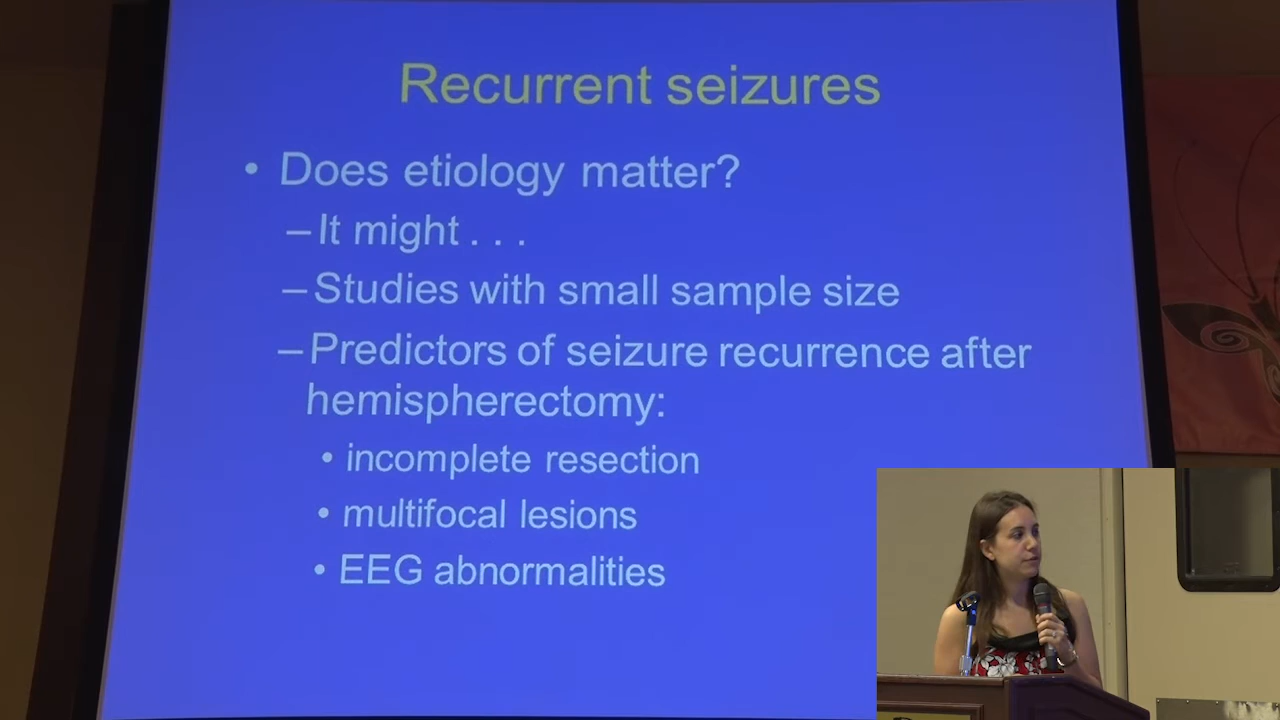 Recurrent seizures
• Does etiology matter?
– It might . . .
– Studies with small sample size
– Predictors of seizure recurrence after
hemispherectomy:
• incomplete resection
• multifocal lesions
• EEG abnormalities